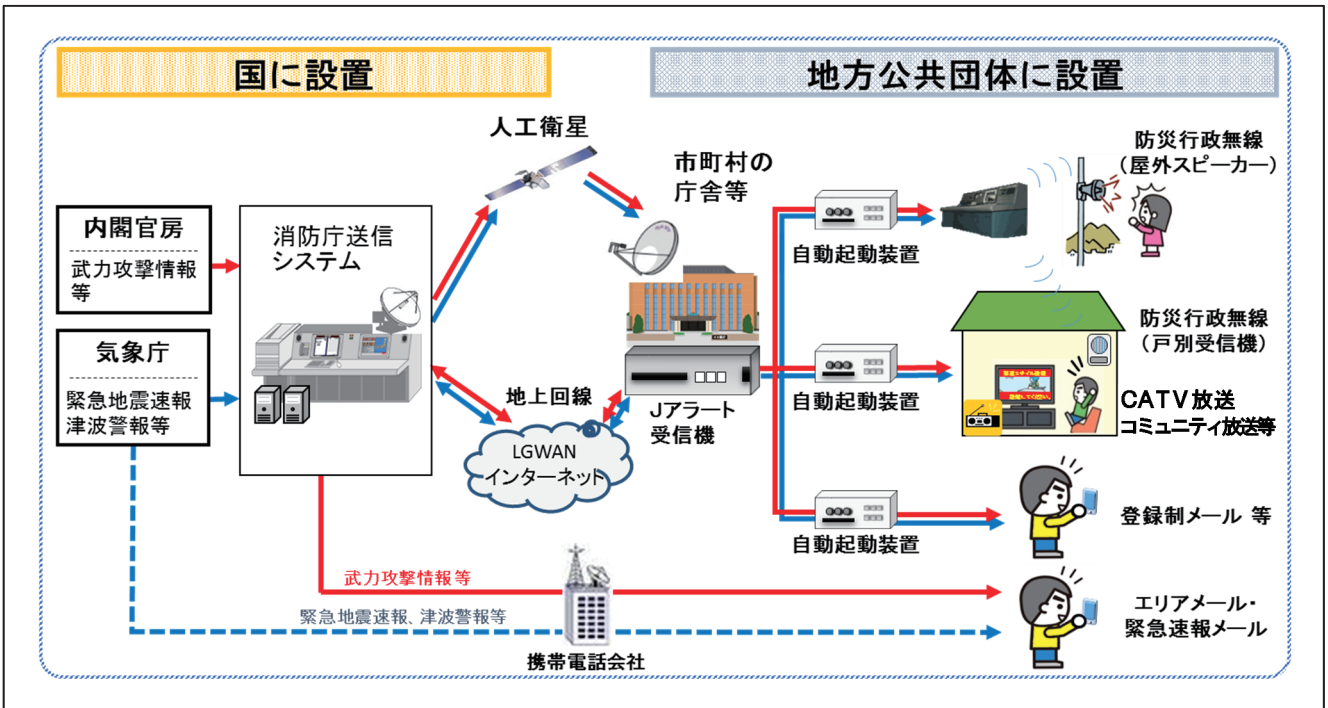 国に設置
地方公共団体に設置
人工衛星
市町村の
庁舎等
防災行政無線
（屋外スピーカー）
内閣官房
武力攻撃情報
等
消防庁送信
システム
自動起動装置
気象庁
緊急地震速報
津波警報等
地上回線
LGWAN
インターネット
Jアラート
受信機
自動起動装置
防災行政無線
（戸別受信機）
CATV放送
コミュニティ放送等
自動起動装置
登録制メール 等
武力攻撃情報等
緊急地震速報、津波警報等
携帯電話会社
エリアメール・
緊急速報メール